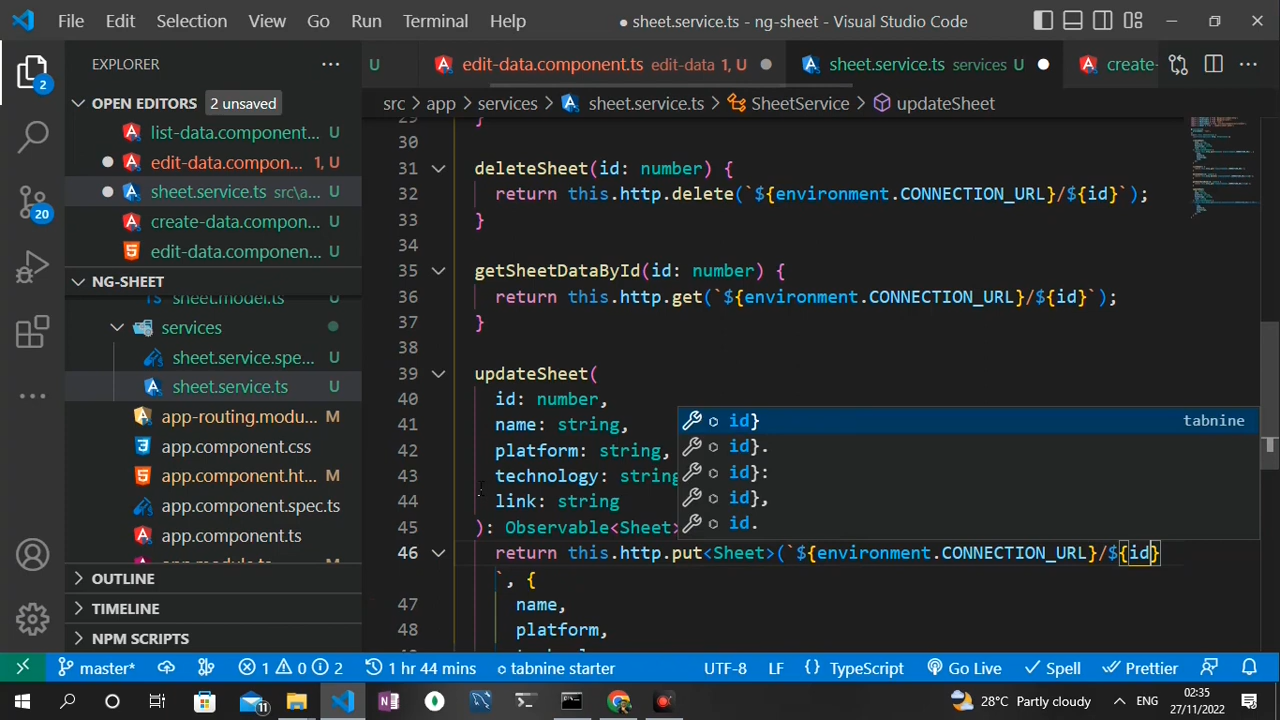 File Edit Selection View Go Run Terminal Help ● sheet.service.ts - ng-sheet - Visual Studio Code
EXPLORER
U edit-data.component.ts edit-data 1, U sheet.service.ts services U create-
OPEN EDITORS 2 unsaved
src > app > services > sheet.service.ts > SheetService > updateSheet
list-data.component... U
edit-data.compon... 1, U
sheet.service.ts src\a... U
create-data.compon... U
edit-data.componen... U
NG-SHEET
sheet.model.ts U
services
sheet.service.spe... U
sheet.service.ts U
app-routing.modu... M
app.component.css
app.component.ht... M
app.component.spec.ts
app.component.ts
app.module.ts M
OUTLINE
TIMELINE
NPM SCRIPTS
2
20
29 }
30
31 deleteSheet(id: number) {
32 return this.http.delete(`${environment.CONNECTION_URL}/${id}`);
33 }
34
35 getSheetDataById(id: number) {
36 return this.http.get(`${environment.CONNECTION_URL}/${id}`);
37 }
38
39 updateSheet(
40 id: number,
41 name: string,
42 platform: string,
43 technology: string
44 link: string
45 ): Observable<Sheet>
46 return this.http.put<Sheet>(`${environment.CONNECTION_URL}/${id}
`, {
47 name,
48 platform,
id} tabnine
id}.
id}:
id},
id.
master* 1 0 2 1 hr 44 mins tabnine starter UTF-8 LF {} TypeScript Go Live Spell Prettier
11 28°C Partly cloudy ENG 02:35
27/11/2022